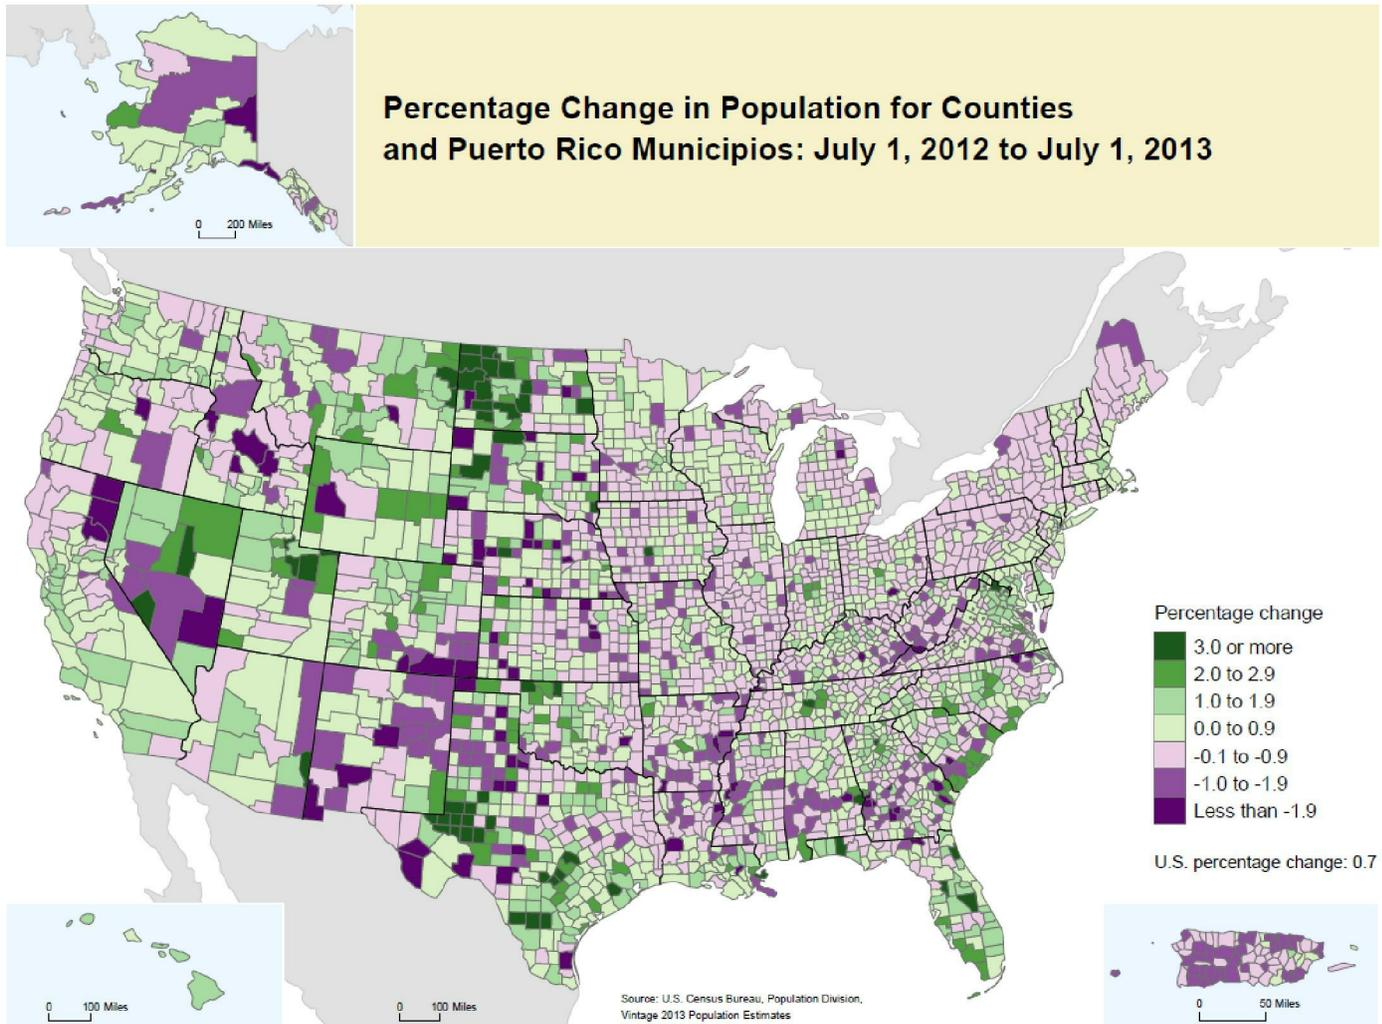 Percentage Change in Population for Counties
and Puerto Rico Municipios: July 1, 2012 to July 1, 2013
0 200 Miles
Percentage change
3.0 or more
2.0 to 2.9
1.0 to 1.9
0.0 to 0.9
-0.1 to -0.9
-1.0 to -1.9
Less than -1.9
U.S. percentage change: 0.7
0 100 Miles
0 100 Miles
Source: U.S. Census Bureau, Population Division,
Vintage 2013 Population Estimates
0 50 Miles